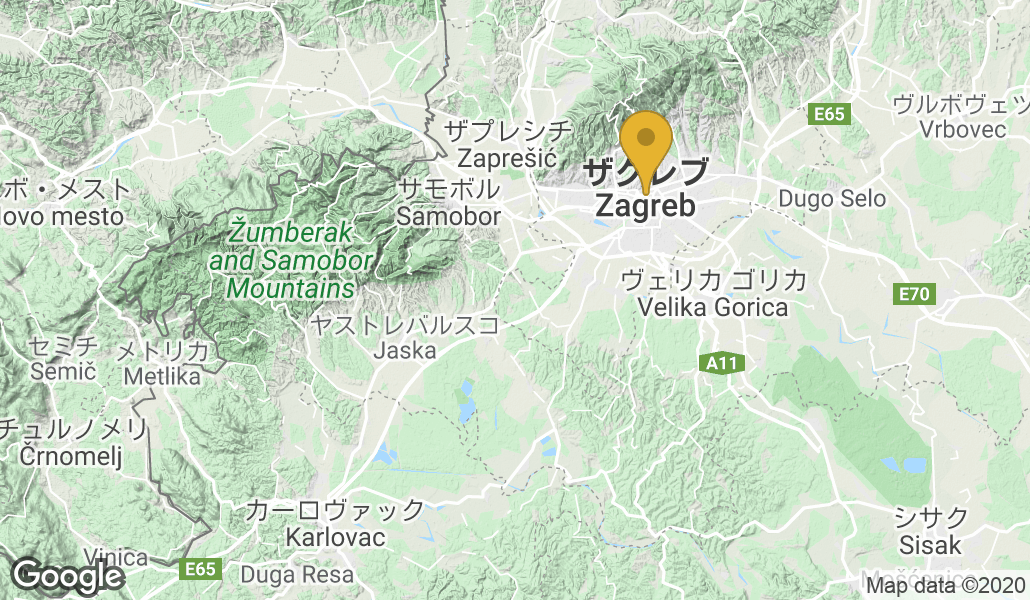 E65
ヴルボヴェツ
Vrbovec
ザプレシチ
Zaprešić
ザグレブ
Zagreb
ボ・メスト
Novo mesto
サモボル
Samobor
Dugo Selo
Žumberak
and Samobor
Mountains
ヴェリカ ゴリカ
Velika Gorica
E70
ヤストレバルスコ
Jaska
セミチ
Semič
メトリカ
Metlika
A11
チュルノメリ
Črnomelj
カーロヴァック
Karlovac
シサク
Sisak
Vinica
E65
Duga Resa
Google
Map data ©2020